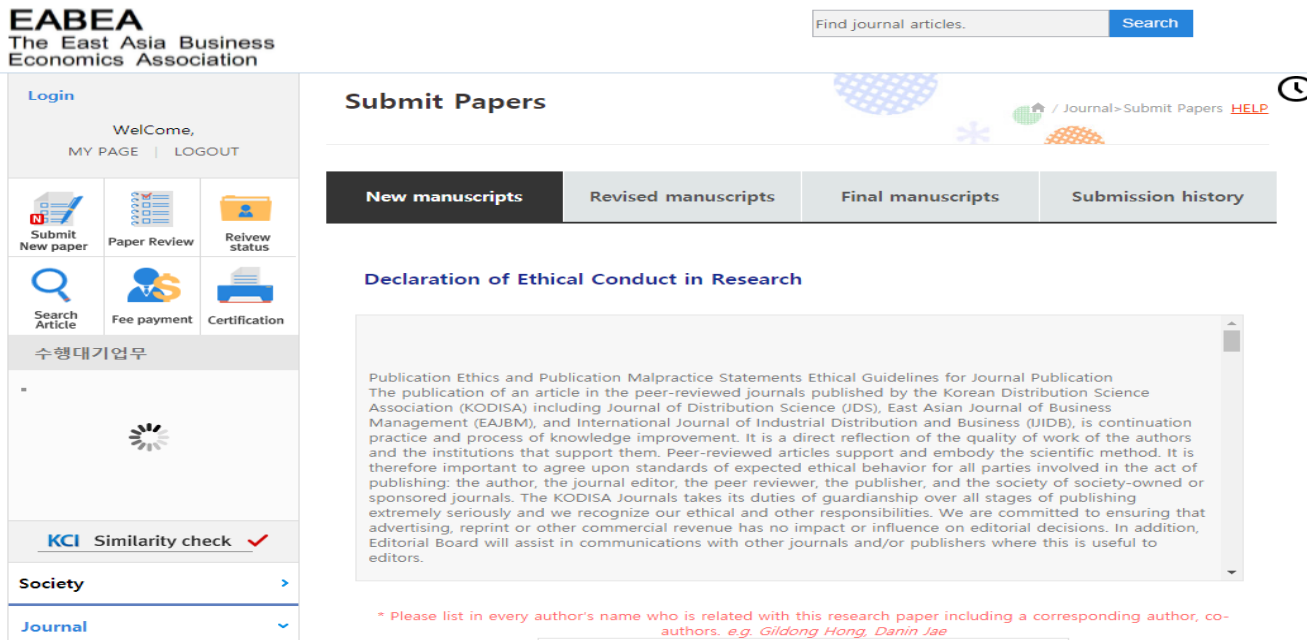 EABEA
The East Asia Business
Economics Association
Find journal articles.
Search
Login
WelCome,
MY PAGE | LOGOUT
Submit Papers
/ Journal>Submit Papers HELP
N
Submit
New paper
Paper Review
Reivew
status
Search
Article
Fee payment
Certification
수행대기업무
KCI Similarity check
Society
Journal
New manuscripts
Revised manuscripts
Final manuscripts
Submission history
Declaration of Ethical Conduct in Research
Publication Ethics and Publication Malpractice Statements Ethical Guidelines for Journal Publication
The publication of an article in the peer-reviewed journals published by the Korean Distribution Science
Association (KODISA) including Journal of Distribution Science (JDS), East Asian Journal of Business
Management (EAJBM), and International Journal of Industrial Distribution and Business (IJIDB), is continuation
practice and process of knowledge improvement. It is a direct reflection of the quality of work of the authors
and the institutions that support them. Peer-reviewed articles support and embody the scientific method. It is
therefore important to agree upon standards of expected ethical behavior for all parties involved in the act of
publishing: the author, the journal editor, the peer reviewer, the publisher, and the society of society-owned or
sponsored journals. The KODISA Journals takes its duties of guardianship over all stages of publishing
extremely seriously and we recognize our ethical and other responsibilities. We are committed to ensuring that
advertising, reprint or other commercial revenue has no impact or influence on editorial decisions. In addition,
Editorial Board will assist in communications with other journals and/or publishers where this is useful to
editors.
* Please list in every author's name who is related with this research paper including a corresponding author, co-
authors. e.g. Gildong Hong, Danin Jae